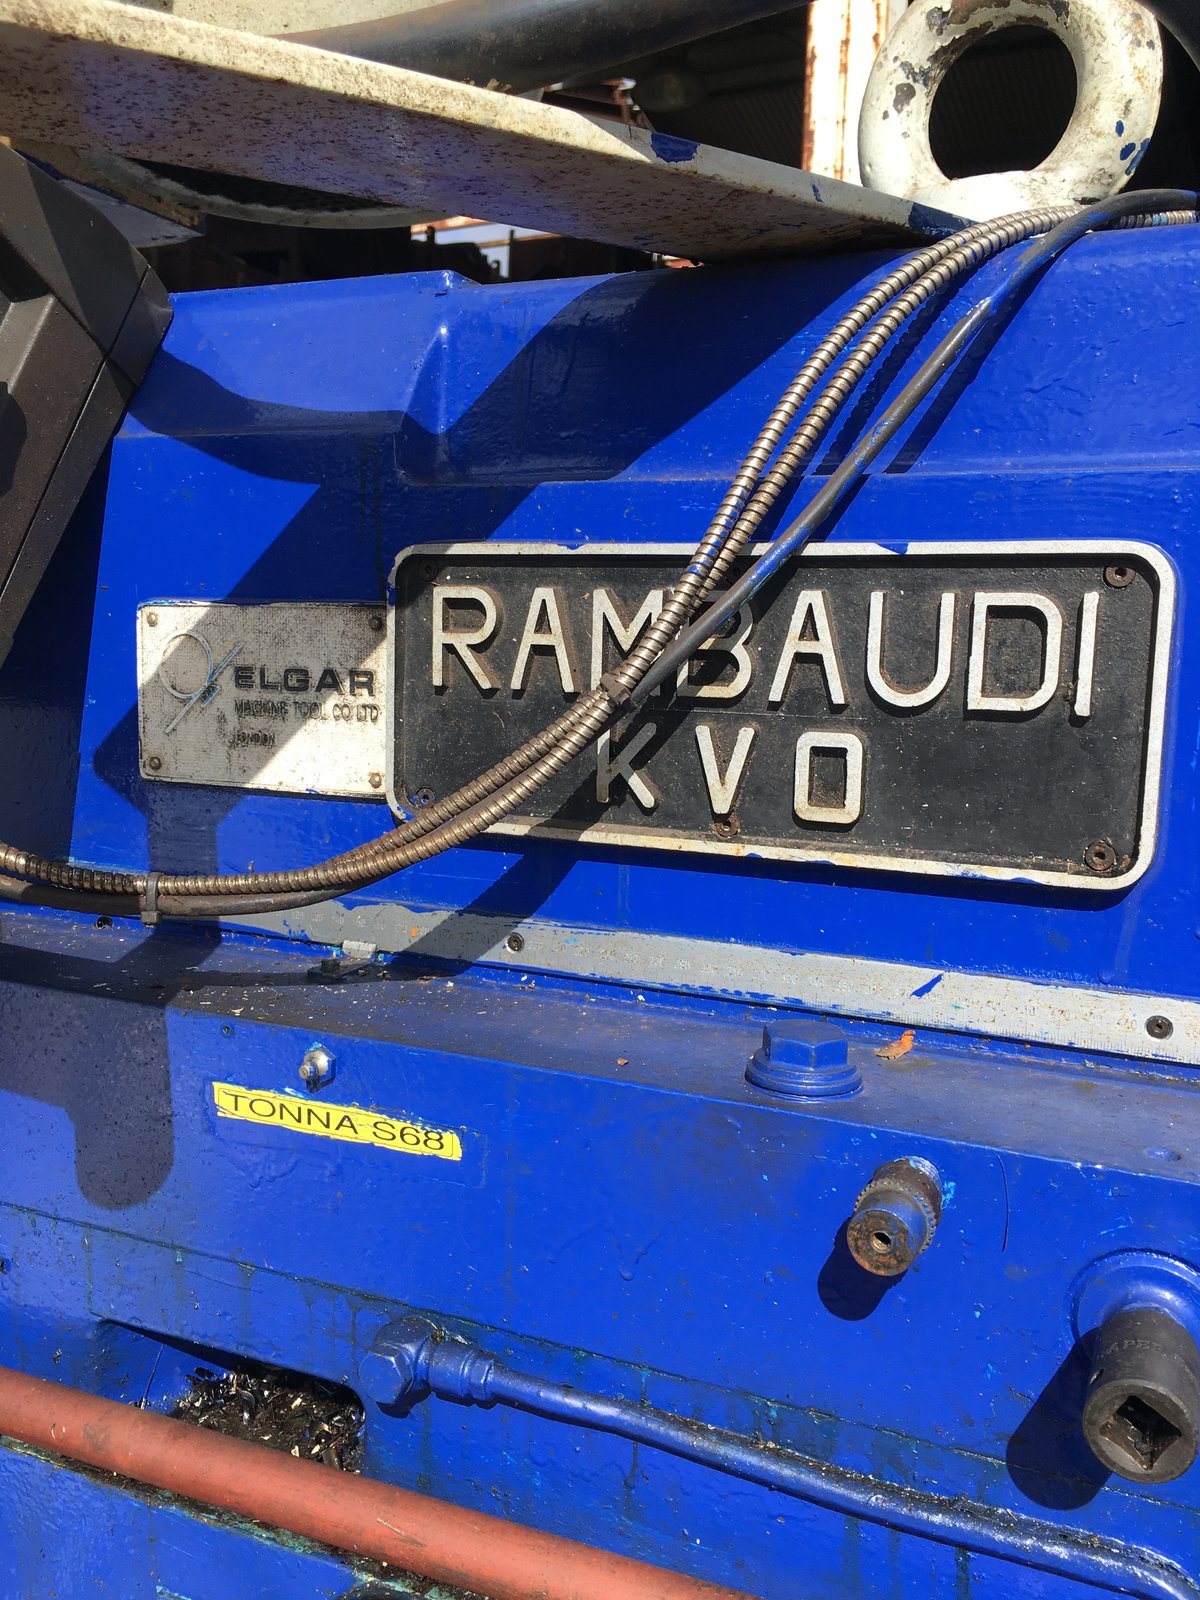 ELGAR
MACHINE TOOL CO LTD
LONDON
RAMBAUDI
KVO
TONNA S68